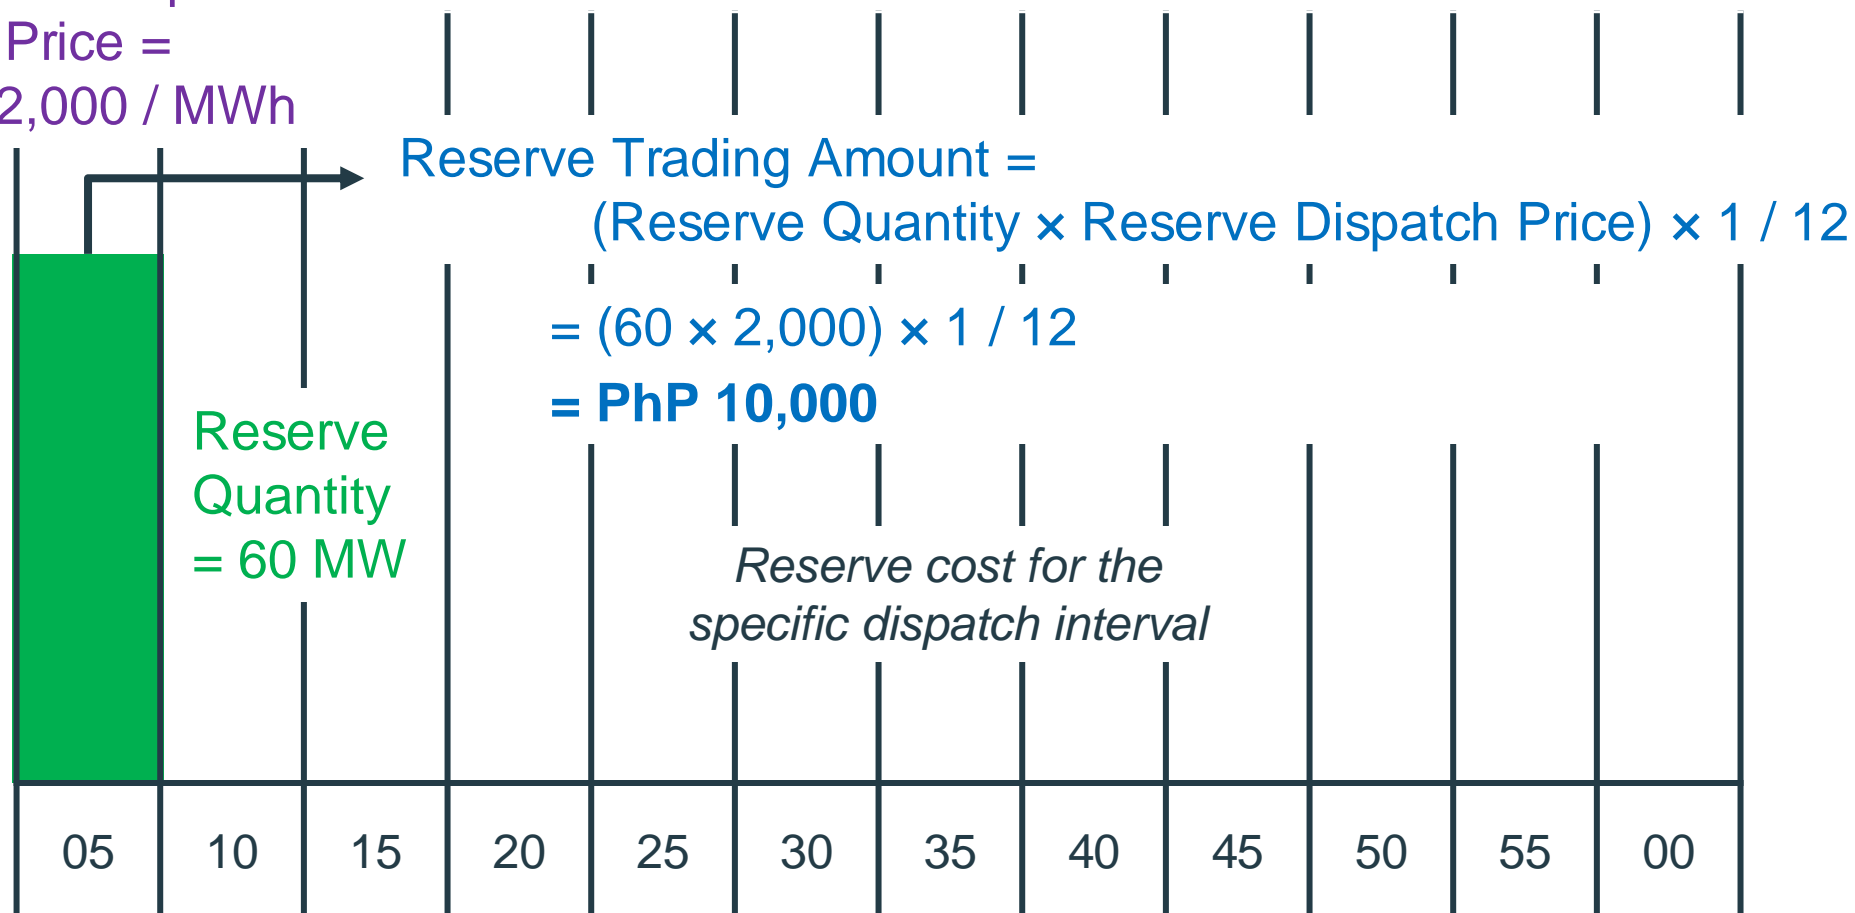 Price =
2,000 / MWh
Reserve Trading Amount =
(Reserve Quantity × Reserve Dispatch Price) × 1 / 12
= (60 × 2,000) × 1 / 12
= PhP 10,000
Reserve
Quantity
= 60 MW
Reserve cost for the
specific dispatch interval
05 10 15 20 25 30 35 40 45 50 55 00